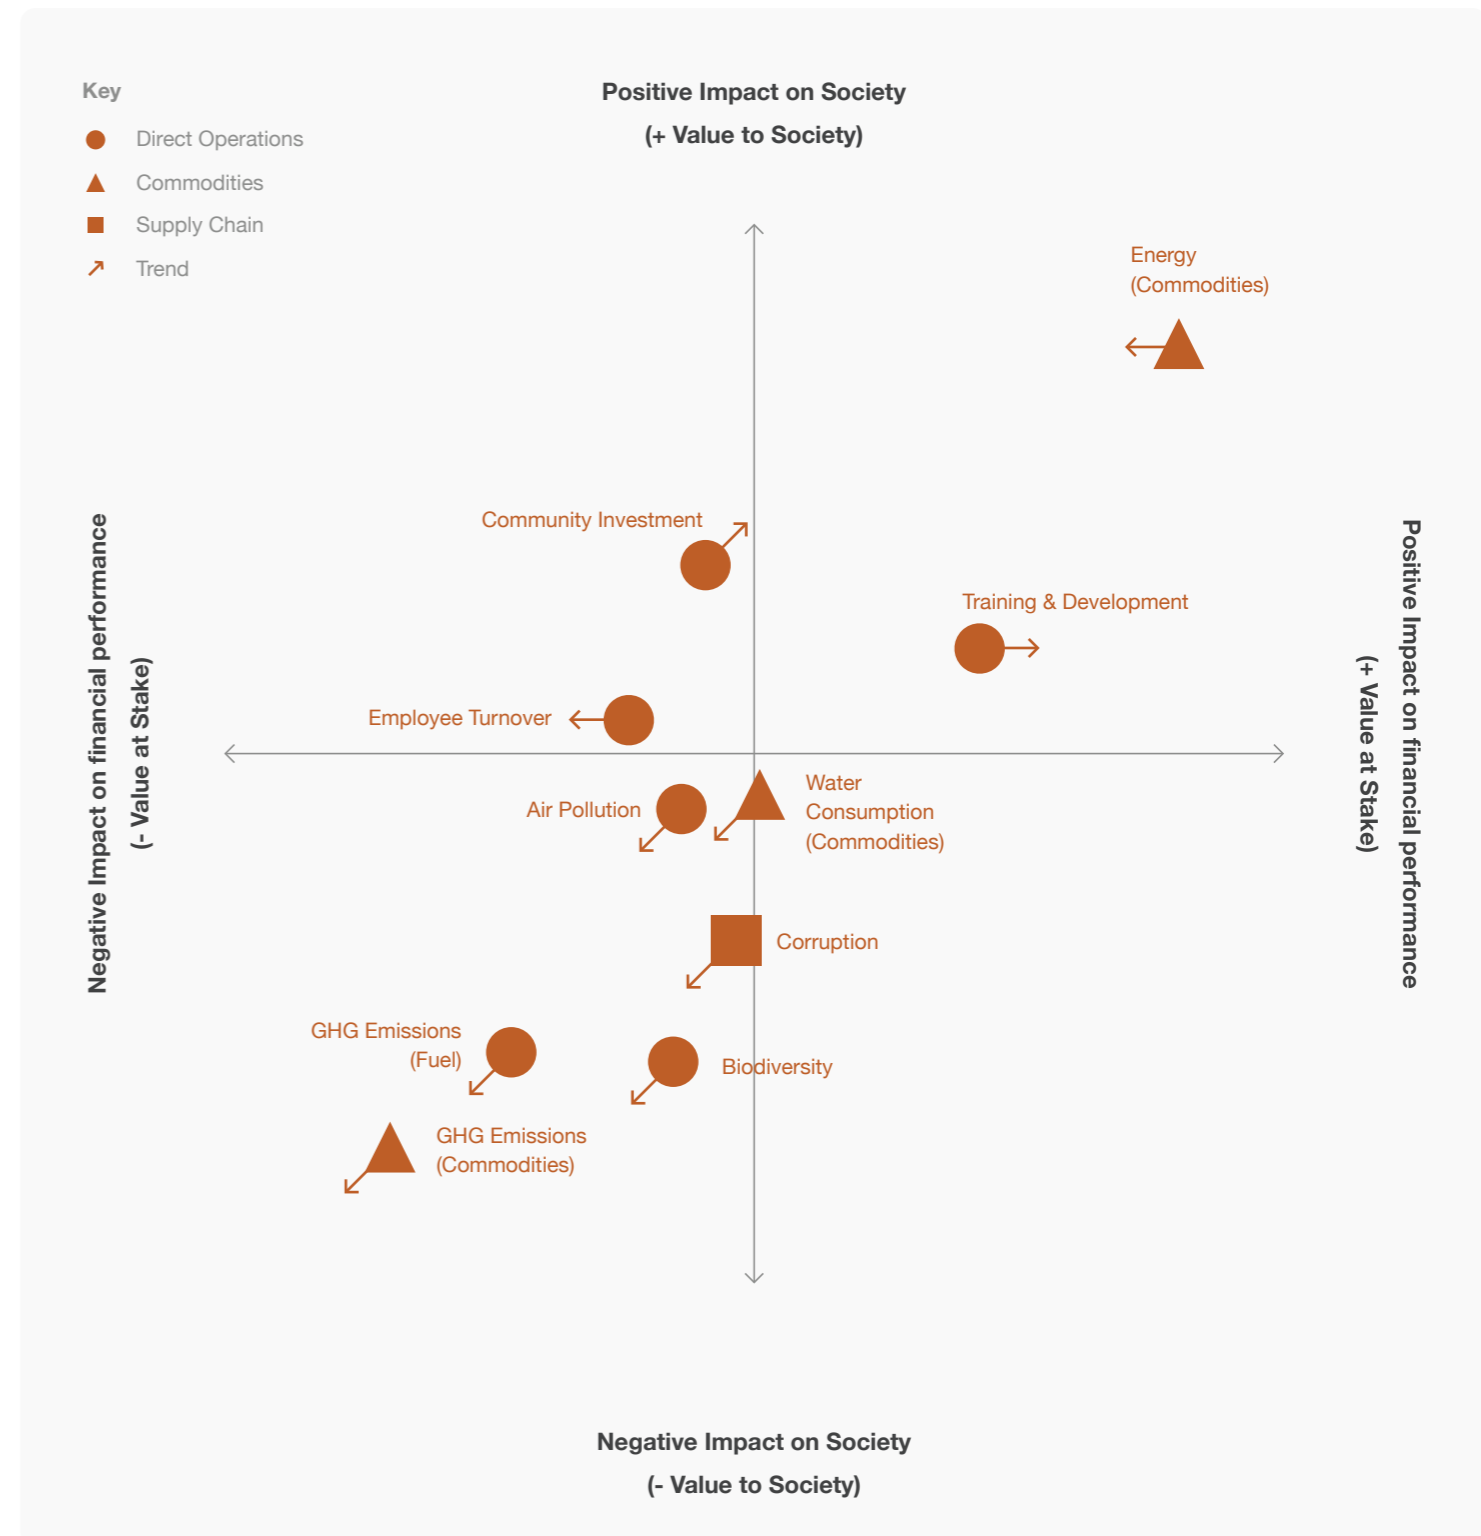 Key
Direct Operations
Commodities
Supply Chain
Trend
Positive Impact on Society
(+ Value to Society)
Energy
(Commodities)
Community Investment
Training & Development
Employee Turnover
Negative Impact on financial performance
(- Value at Stake)
Positive Impact on financial performance
(+ Value at Stake)
Air Pollution
Water
Consumption
(Commodities)
Corruption
GHG Emissions
(Fuel)
Biodiversity
GHG Emissions
(Commodities)
Negative Impact on Society
(- Value to Society)